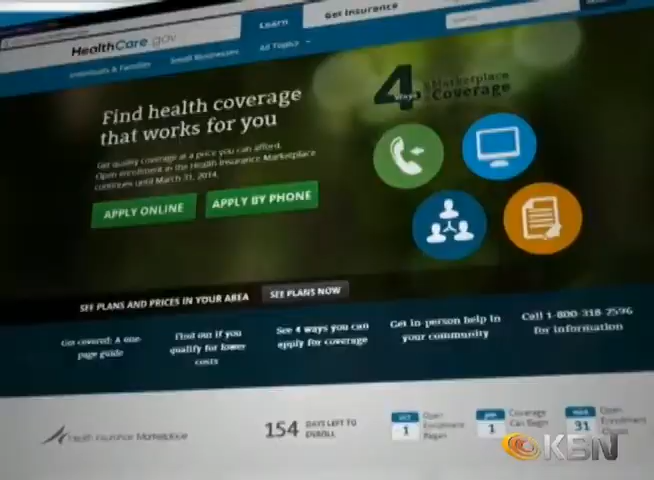 HealthCare.gov
Learn
Get Insurance
Search
Individuals & Families
Small Businesses
All Topics
Find health coverage
that works for you
Get quality coverage at a price you can afford.
Open enrollment in the Health Insurance Marketplace
continues until March 31, 2014.
APPLY ONLINE
APPLY BY PHONE
4
Ways
Marketplace
Coverage
SEE PLANS AND PRICES IN YOUR AREA
SEE PLANS NOW
Get covered: A one-
page guide
Find out if you
qualify for lower
costs
See 4 ways you can
apply for coverage
Get in-person help in
your community
Call 1-800-318-2596
for information
Health Insurance Marketplace
154
DAYS LEFT TO
ENROLL
OCT
1
Open
Enrollment
Began
JAN
1
Coverage
Can Begin
MAR
31
Open
Enrollment
KBN